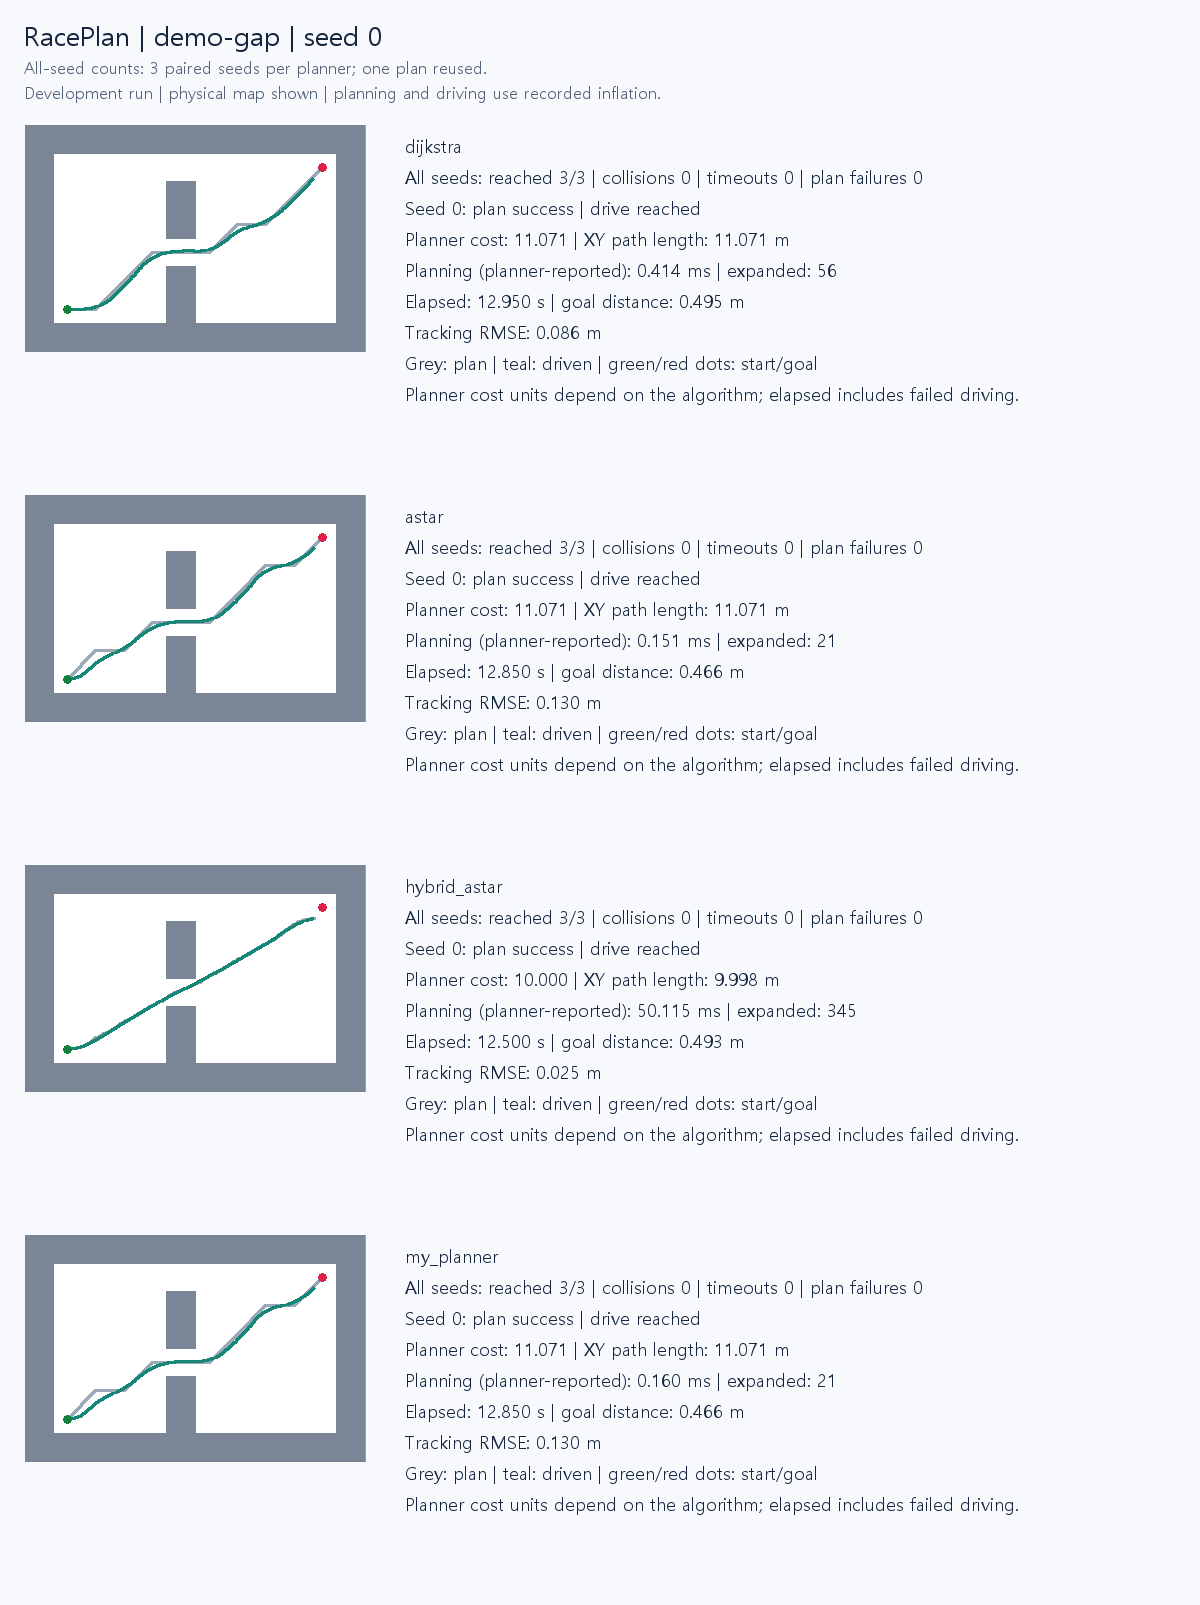 RacePlan | demo-gap | seed 0
All-seed counts: 3 paired seeds per planner; one plan reused.
Development run | physical map shown | planning and driving use recorded inflation.
dijkstra
All seeds: reached 3/3 | collisions 0 | timeouts 0 | plan failures 0
Seed 0: plan success | drive reached
Planner cost: 11.071 | XY path length: 11.071 m
Planning (planner-reported): 0.414 ms | expanded: 56
Elapsed: 12.950 s | goal distance: 0.495 m
Tracking RMSE: 0.086 m
Grey: plan | teal: driven | green/red dots: start/goal
Planner cost units depend on the algorithm; elapsed includes failed driving.
astar
All seeds: reached 3/3 | collisions 0 | timeouts 0 | plan failures 0
Seed 0: plan success | drive reached
Planner cost: 11.071 | XY path length: 11.071 m
Planning (planner-reported): 0.151 ms | expanded: 21
Elapsed: 12.850 s | goal distance: 0.466 m
Tracking RMSE: 0.130 m
Grey: plan | teal: driven | green/red dots: start/goal
Planner cost units depend on the algorithm; elapsed includes failed driving.
hybrid_astar
All seeds: reached 3/3 | collisions 0 | timeouts 0 | plan failures 0
Seed 0: plan success | drive reached
Planner cost: 10.000 | XY path length: 9.998 m
Planning (planner-reported): 50.115 ms | expanded: 345
Elapsed: 12.500 s | goal distance: 0.493 m
Tracking RMSE: 0.025 m
Grey: plan | teal: driven | green/red dots: start/goal
Planner cost units depend on the algorithm; elapsed includes failed driving.
my_planner
All seeds: reached 3/3 | collisions 0 | timeouts 0 | plan failures 0
Seed 0: plan success | drive reached
Planner cost: 11.071 | XY path length: 11.071 m
Planning (planner-reported): 0.160 ms | expanded: 21
Elapsed: 12.850 s | goal distance: 0.466 m
Tracking RMSE: 0.130 m
Grey: plan | teal: driven | green/red dots: start/goal
Planner cost units depend on the algorithm; elapsed includes failed driving.